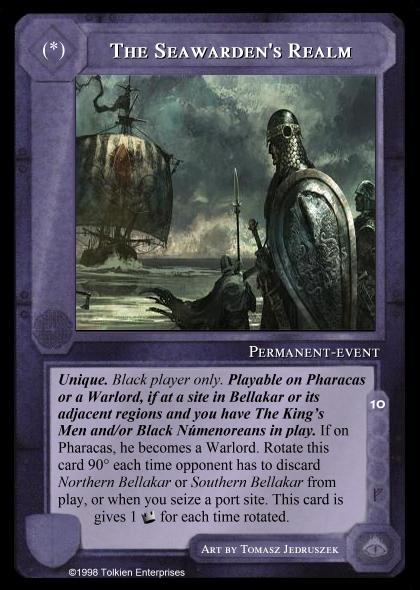 (*)
The Seawarden's Realm
Permanent-event
Unique. Black player only. Playable on Pharacas
or a Warlord, if at a site in Bellakar or its
adjacent regions and you have The King's
Men and/or Black Númenoreans in play. If on
Pharacas, he becomes a Warlord. Rotate this
card 90° each time opponent has to discard
Northern Bellakar or Southern Bellakar from
play, or when you seize a port site. This card is
gives 1 for each time rotated.
10
Art by Tomasz Jedruszek
©1998 Tolkien Enterprises